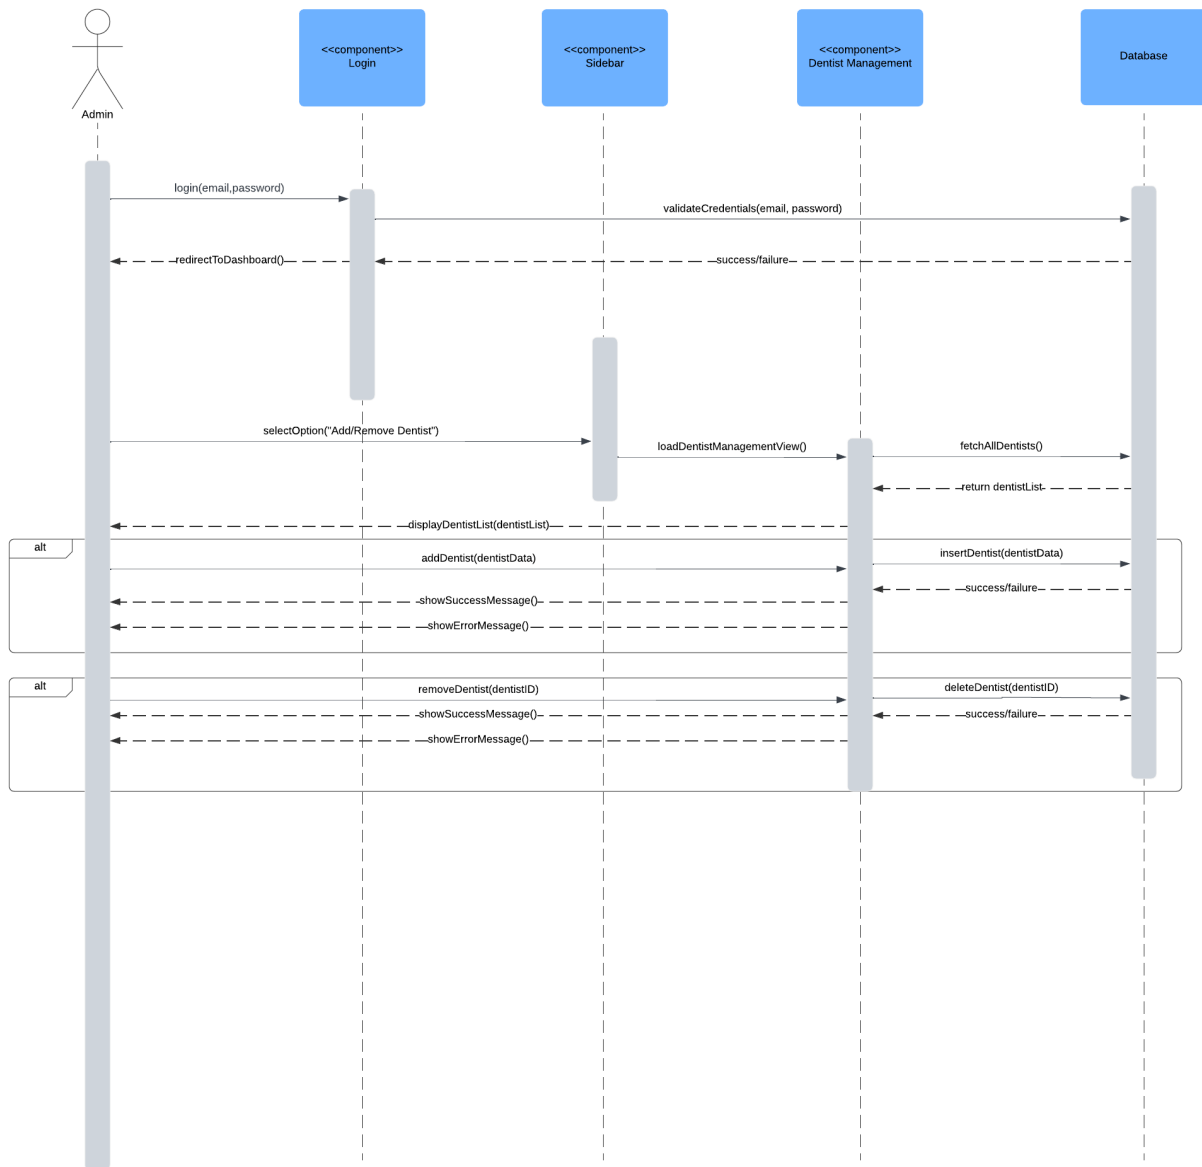 <<component>>
Login
<<component>>
Sidebar
<<component>>
Dentist Management
Database
Admin
login(email,password)
validateCredentials(email, password)
redirectToDashboard()
success/failure
selectOption("Add/Remove Dentist")
loadDentistManagementView()
fetchAllDentists()
return dentistList
displayDentistList(dentistList)
alt
addDentist(dentistData)
insertDentist(dentistData)
success/failure
showSuccessMessage()
showErrorMessage()
alt
removeDentist(dentistID)
deleteDentist(dentistID)
showSuccessMessage()
success/failure
showErrorMessage()